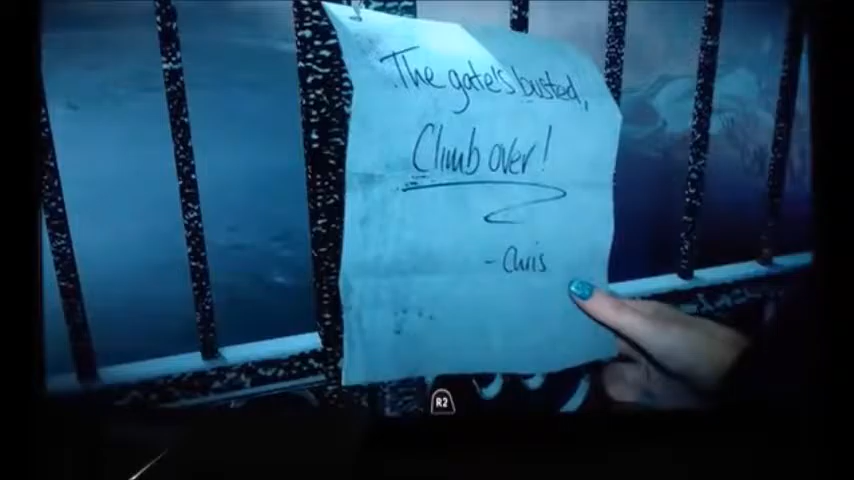 The gate's busted,
Climb over!
- Chris
R2